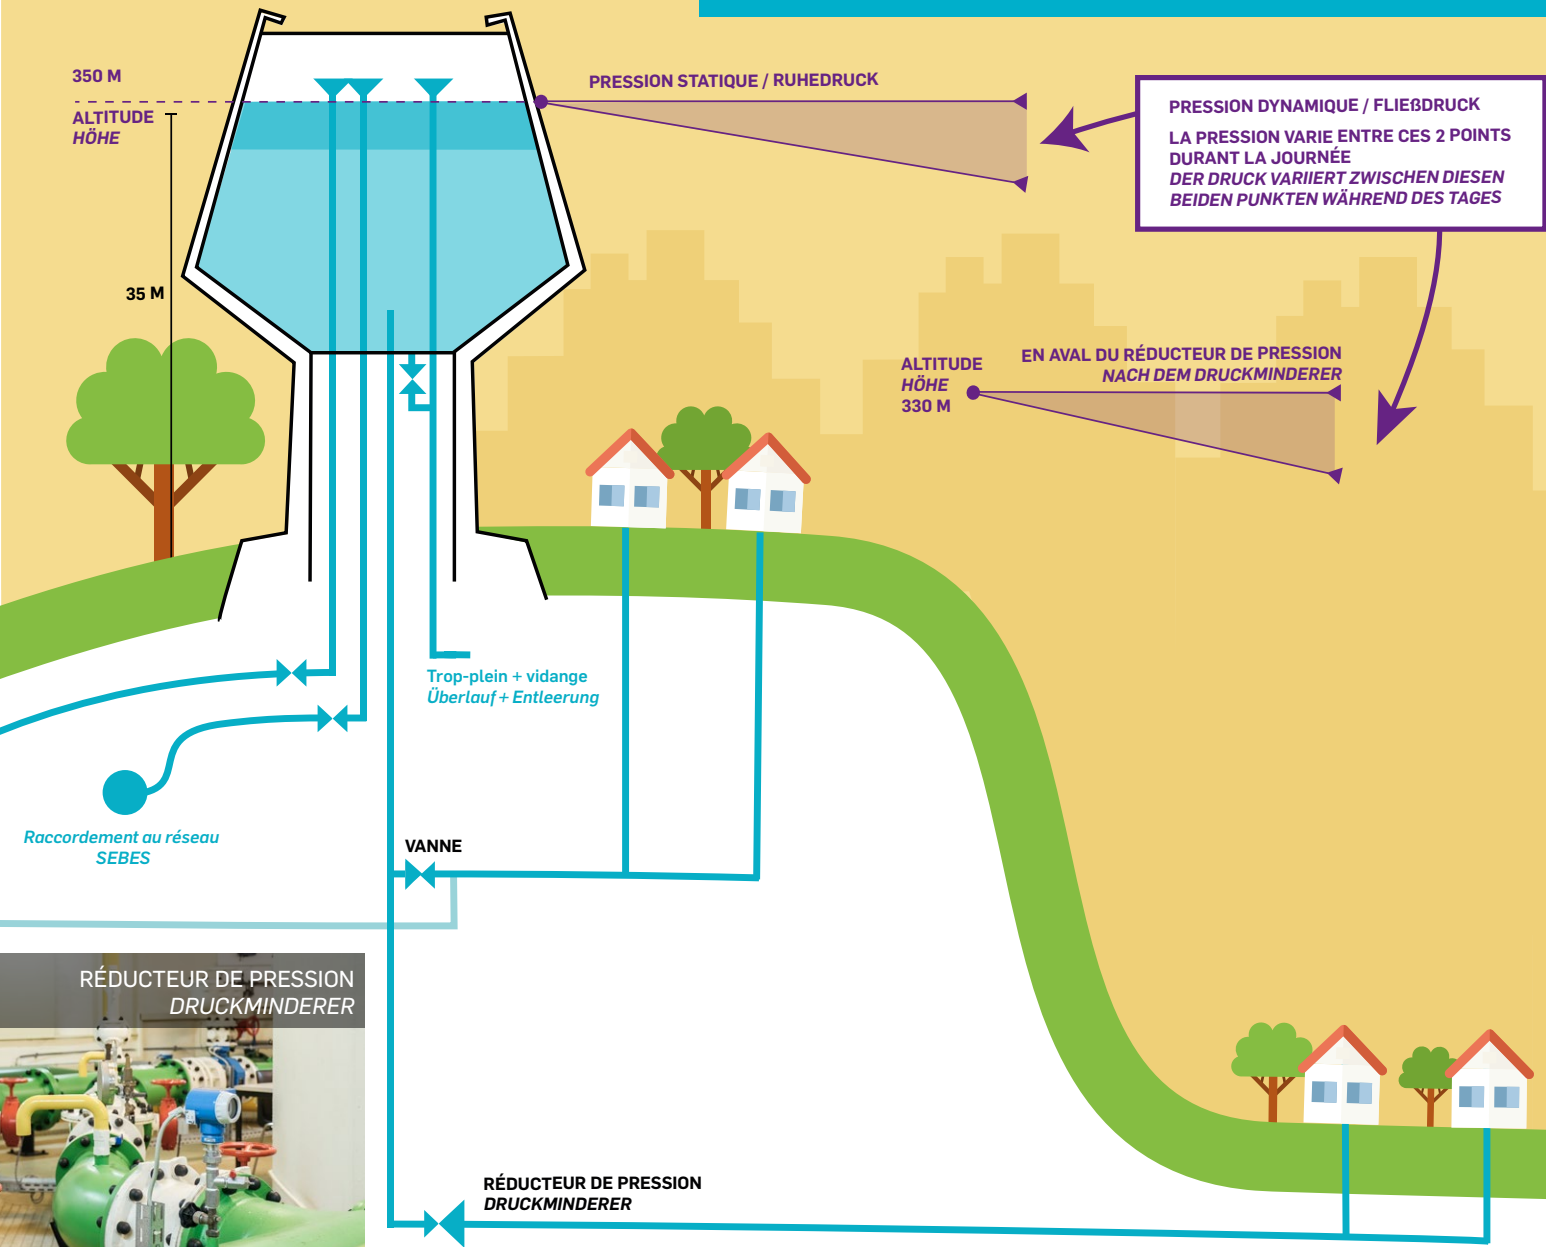 350 M
ALTITUDE
HÖHE
35 M
PRESSION STATIQUE / RUHEDRUCK
PRESSION DYNAMIQUE / FLIEßDRUCK
LA PRESSION VARIE ENTRE CES 2 POINTS
DURANT LA JOURNÉE
DER DRUCK VARIIERT ZWISCHEN DIESEN
BEIDEN PUNKTEN WÄHREND DES TAGES
ALTITUDE
HÖHE
330 M
EN AVAL DU RÉDUCTEUR DE PRESSION
NACH DEM DRUCKMINDERER
Trop-plein + vidange
Überlauf + Entleerung
Raccordement au réseau
SEBES
VANNE
RÉDUCTEUR DE PRESSION
DRUCKMINDERER
RÉDUCTEUR DE PRESSION
DRUCKMINDERER